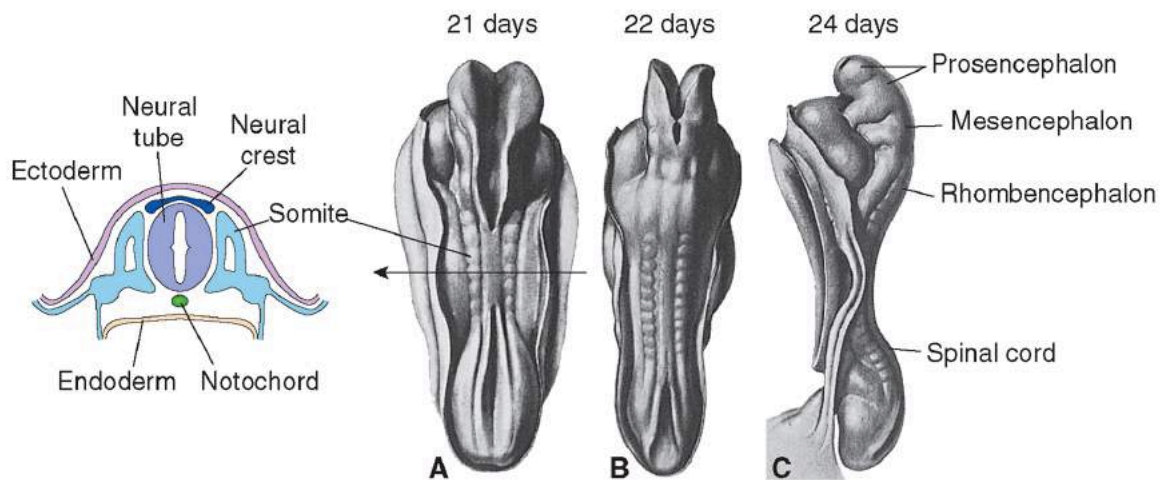 21 days
22 days
24 days
Neural
tube
Neural
crest
Ectoderm
Somite
Endoderm
Notochord
Prosencephalon
Mesencephalon
Rhombencephalon
Spinal cord
A
B
C